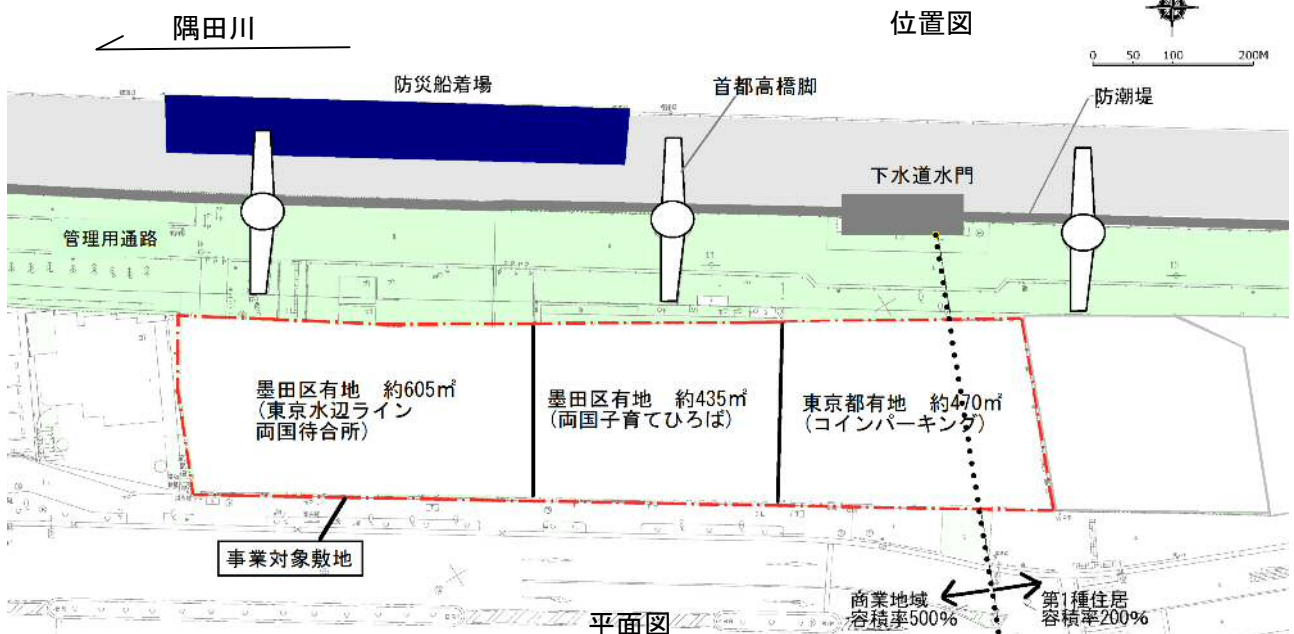 隅田川
位置図
0 50 100 200M
防災船着場
首都高橋脚
防潮堤
下水道水門
管理用通路
墨田区有地 約605㎡
(東京水辺ライン
両国待合所)
墨田区有地 約435㎡
(両国子育てひろば)
東京都有地 約470㎡
(コインパーキング)
事業対象敷地
商業地域
容積率500%
第1種住居
容積率200%
平面図